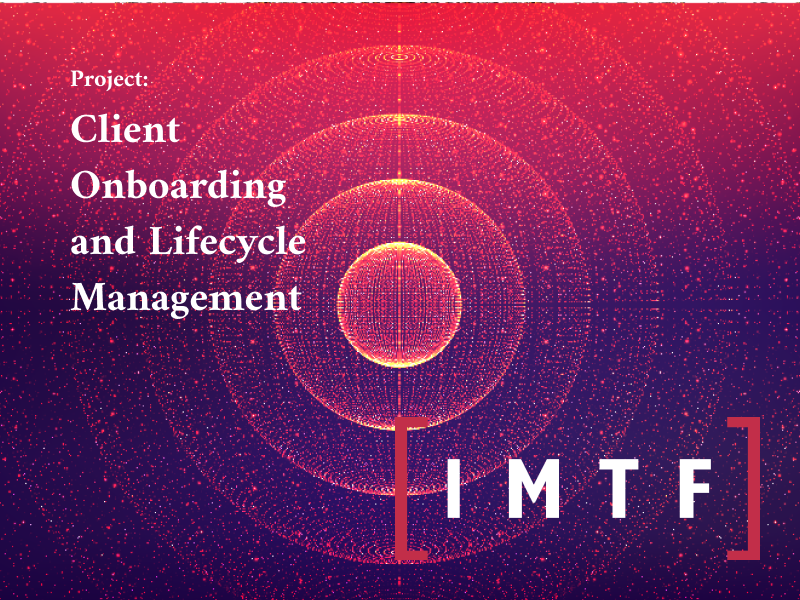 Project:
Client
Onboarding
and Lifecycle
Management
[IMTF]